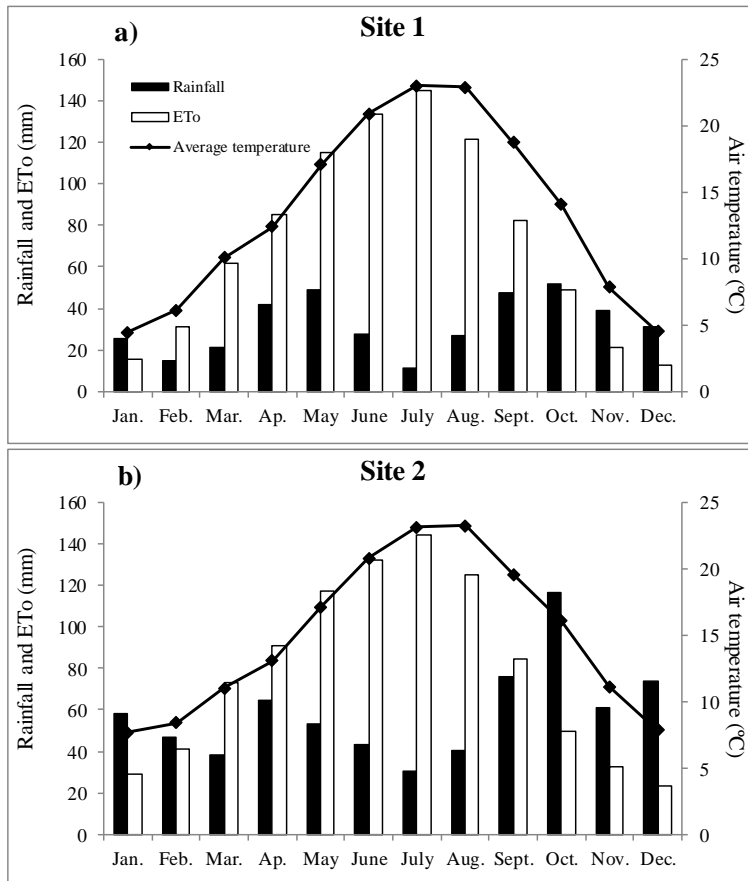 a)
Site 1
160
140
120
100
80
60
40
20
0
Rainfall and ETo (mm)
Rainfall
ETo
Average temperature
25
20
15
10
5
0
Air temperature (ºC)
Jan. Feb. Mar. Ap. May June July Aug. Sept. Oct. Nov. Dec.
b)
Site 2
160
140
120
100
80
60
40
20
0
Rainfall and ETo (mm)
25
20
15
10
5
0
Air temperature (ºC)
Jan. Feb. Mar. Ap. May June July Aug. Sept. Oct. Nov. Dec.